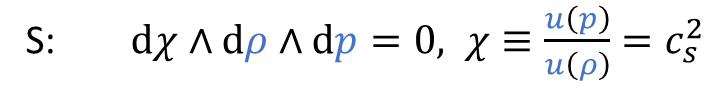 S: dχ ∧ dρ ∧ dp = 0, χ ≡ u(p)/u(ρ) = c_s^2